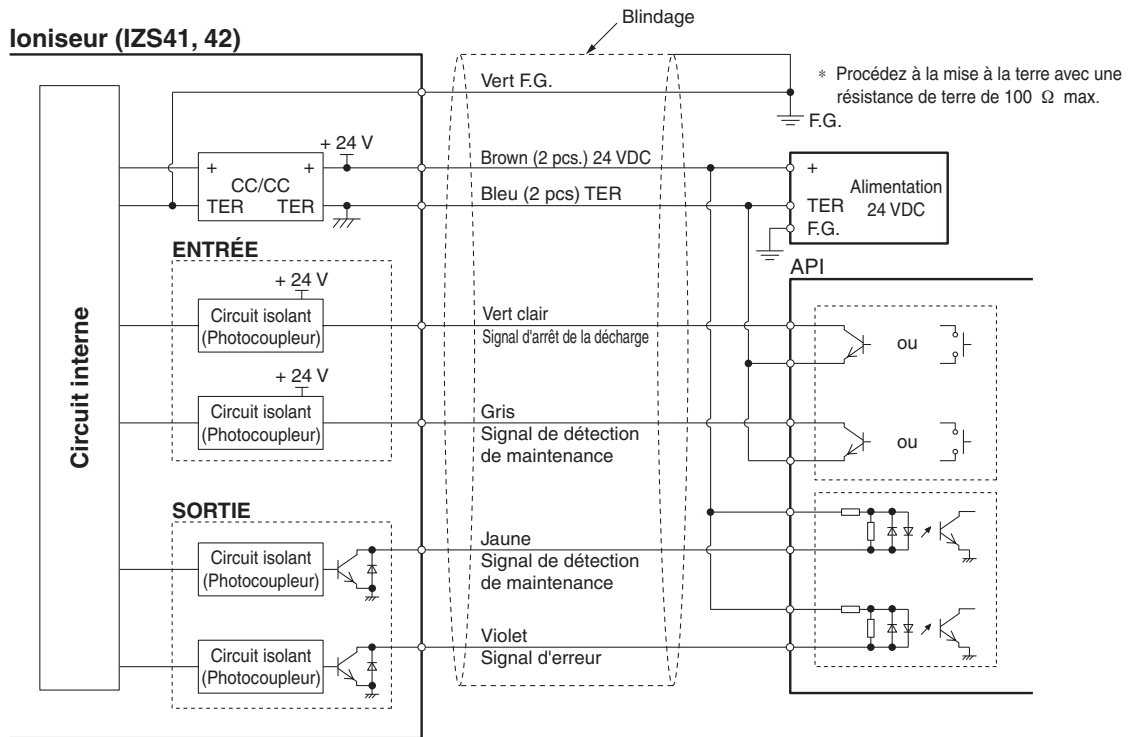 Blindage
Ioniseur (IZS41, 42)
Vert F.G.
* Procédez à la mise à la terre avec une
résistance de terre de 100 Ω max.
F.G.
+ 24 V
Brown (2 pcs.) 24 VDC
+ +
CC/CC
TER TER
Bleu (2 pcs) TER
+
Alimentation
24 VDC
TER
F.G.
ENTRÉE
API
+ 24 V
Circuit isolant
(Photocoupleur)
Vert clair
Signal d'arrêt de la décharge
ou
+ 24 V
Circuit isolant
(Photocoupleur)
Gris
Signal de détection
de maintenance
ou
Circuit interne
SORTIE
Circuit isolant
(Photocoupleur)
Jaune
Signal de détection
de maintenance
Circuit isolant
(Photocoupleur)
Violet
Signal d'erreur